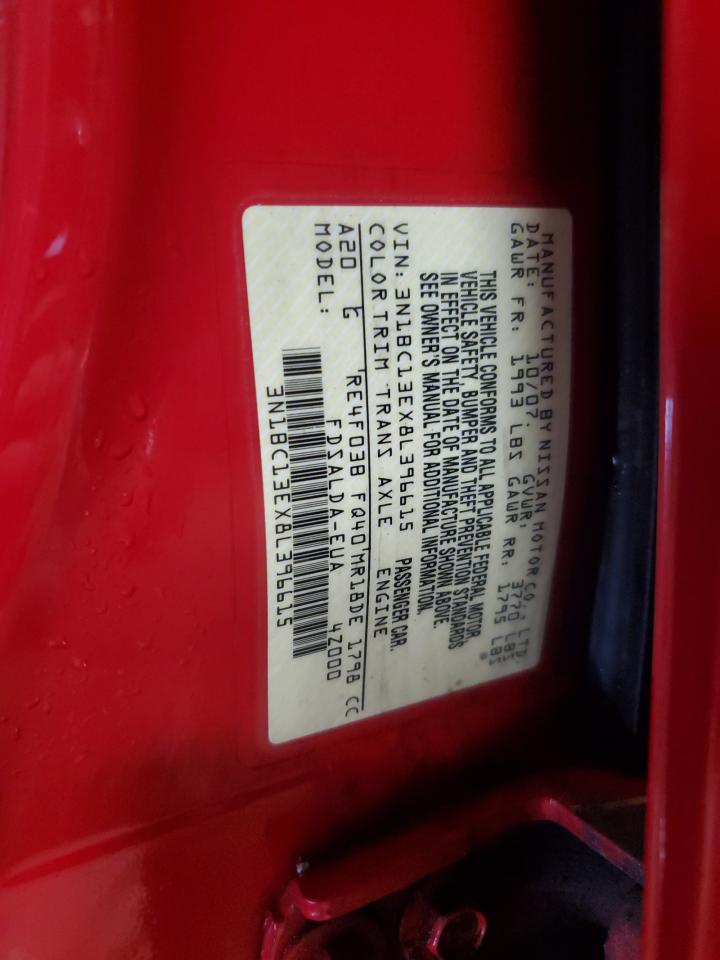 MANUFACTURED BY NISSAN MOTOR CO., LTD.
DATE: 10/07. GVWR: 3770 LBS
GAWR FR: 1993 LBS GAWR RR: 1795 LBS
THIS VEHICLE CONFORMS TO ALL APPLICABLE FEDERAL MOTOR
VEHICLE SAFETY, BUMPER AND THEFT PREVENTION STANDARDS
IN EFFECT ON THE DATE OF MANUFACTURE SHOWN ABOVE.
SEE OWNER'S MANUAL FOR ADDITIONAL INFORMATION.
VIN: 3N1BC13EX8L396615 PASSENGER CAR.
COLOR TRIM TRANS AXLE ENGINE
A20 G RE4F03B FQ40 MR18DE 1798 CC
MODEL: FDSALDA-EUA 4Z000
3N1BC13EX8L396615